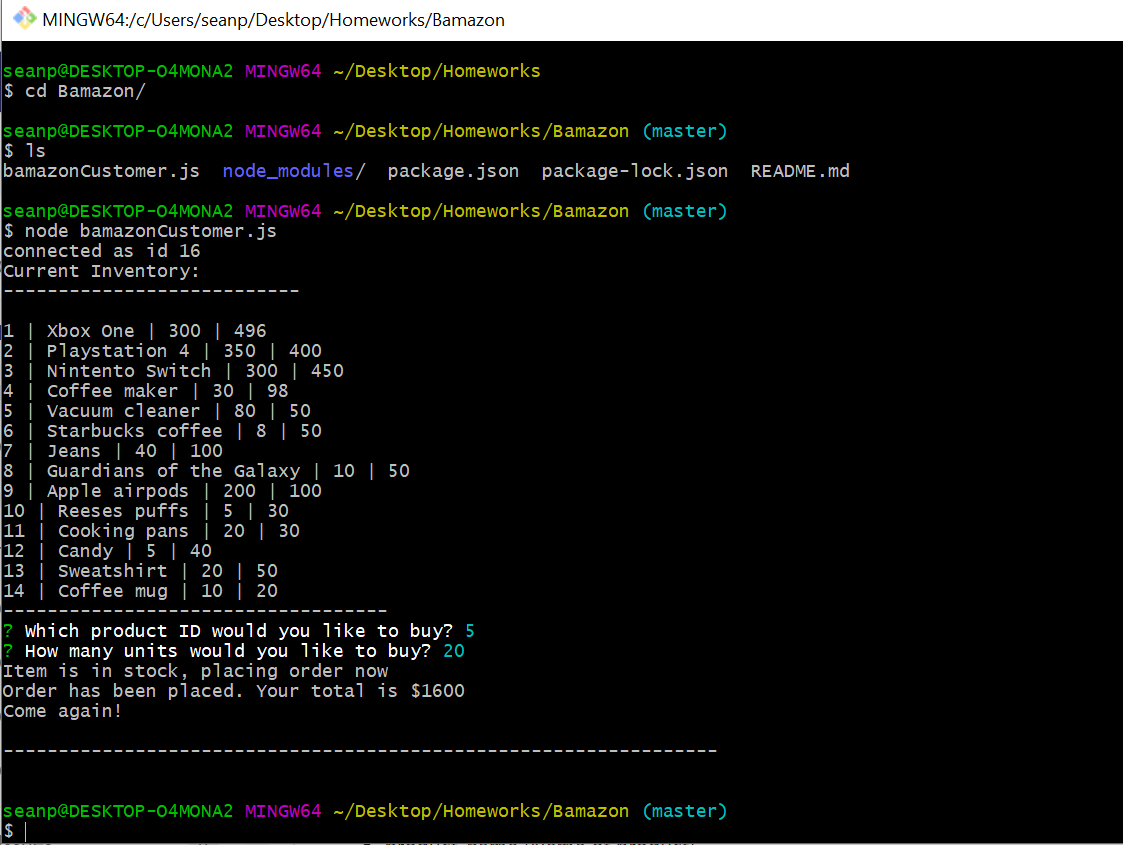 MINGW64:/c/Users/seanp/Desktop/Homeworks/Bamazon
seanp@DESKTOP-O4MONA2 MINGW64 ~/Desktop/Homeworks
$ cd Bamazon/
seanp@DESKTOP-O4MONA2 MINGW64 ~/Desktop/Homeworks/Bamazon (master)
$ ls
bamazonCustomer.js  node_modules/  package.json  package-lock.json  README.md
seanp@DESKTOP-O4MONA2 MINGW64 ~/Desktop/Homeworks/Bamazon (master)
$ node bamazonCustomer.js
connected as id 16
Current Inventory:
---------------------------
1 | Xbox One | 300 | 496
2 | Playstation 4 | 350 | 400
3 | Nintento Switch | 300 | 450
4 | Coffee maker | 30 | 98
5 | Vacuum cleaner | 80 | 50
6 | Starbucks coffee | 8 | 50
7 | Jeans | 40 | 100
8 | Guardians of the Galaxy | 10 | 50
9 | Apple airpods | 200 | 100
10 | Reeses puffs | 5 | 30
11 | Cooking pans | 20 | 30
12 | Candy | 5 | 40
13 | Sweatshirt | 20 | 50
14 | Coffee mug | 10 | 20
-----------------------------------
? Which product ID would you like to buy? 5
? How many units would you like to buy? 20
Item is in stock, placing order now
Order has been placed. Your total is $1600
Come again!
-----------------------------------------------------------------
seanp@DESKTOP-O4MONA2 MINGW64 ~/Desktop/Homeworks/Bamazon (master)
$